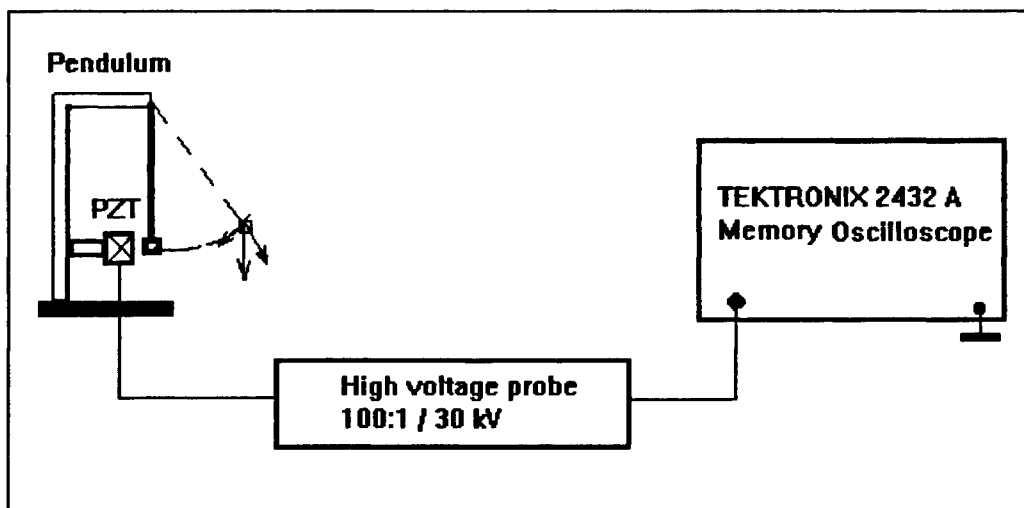 Pendulum
PZT
TEKTRONIX 2432 A
Memory Oscilloscope
High voltage probe
100:1 / 30 kV